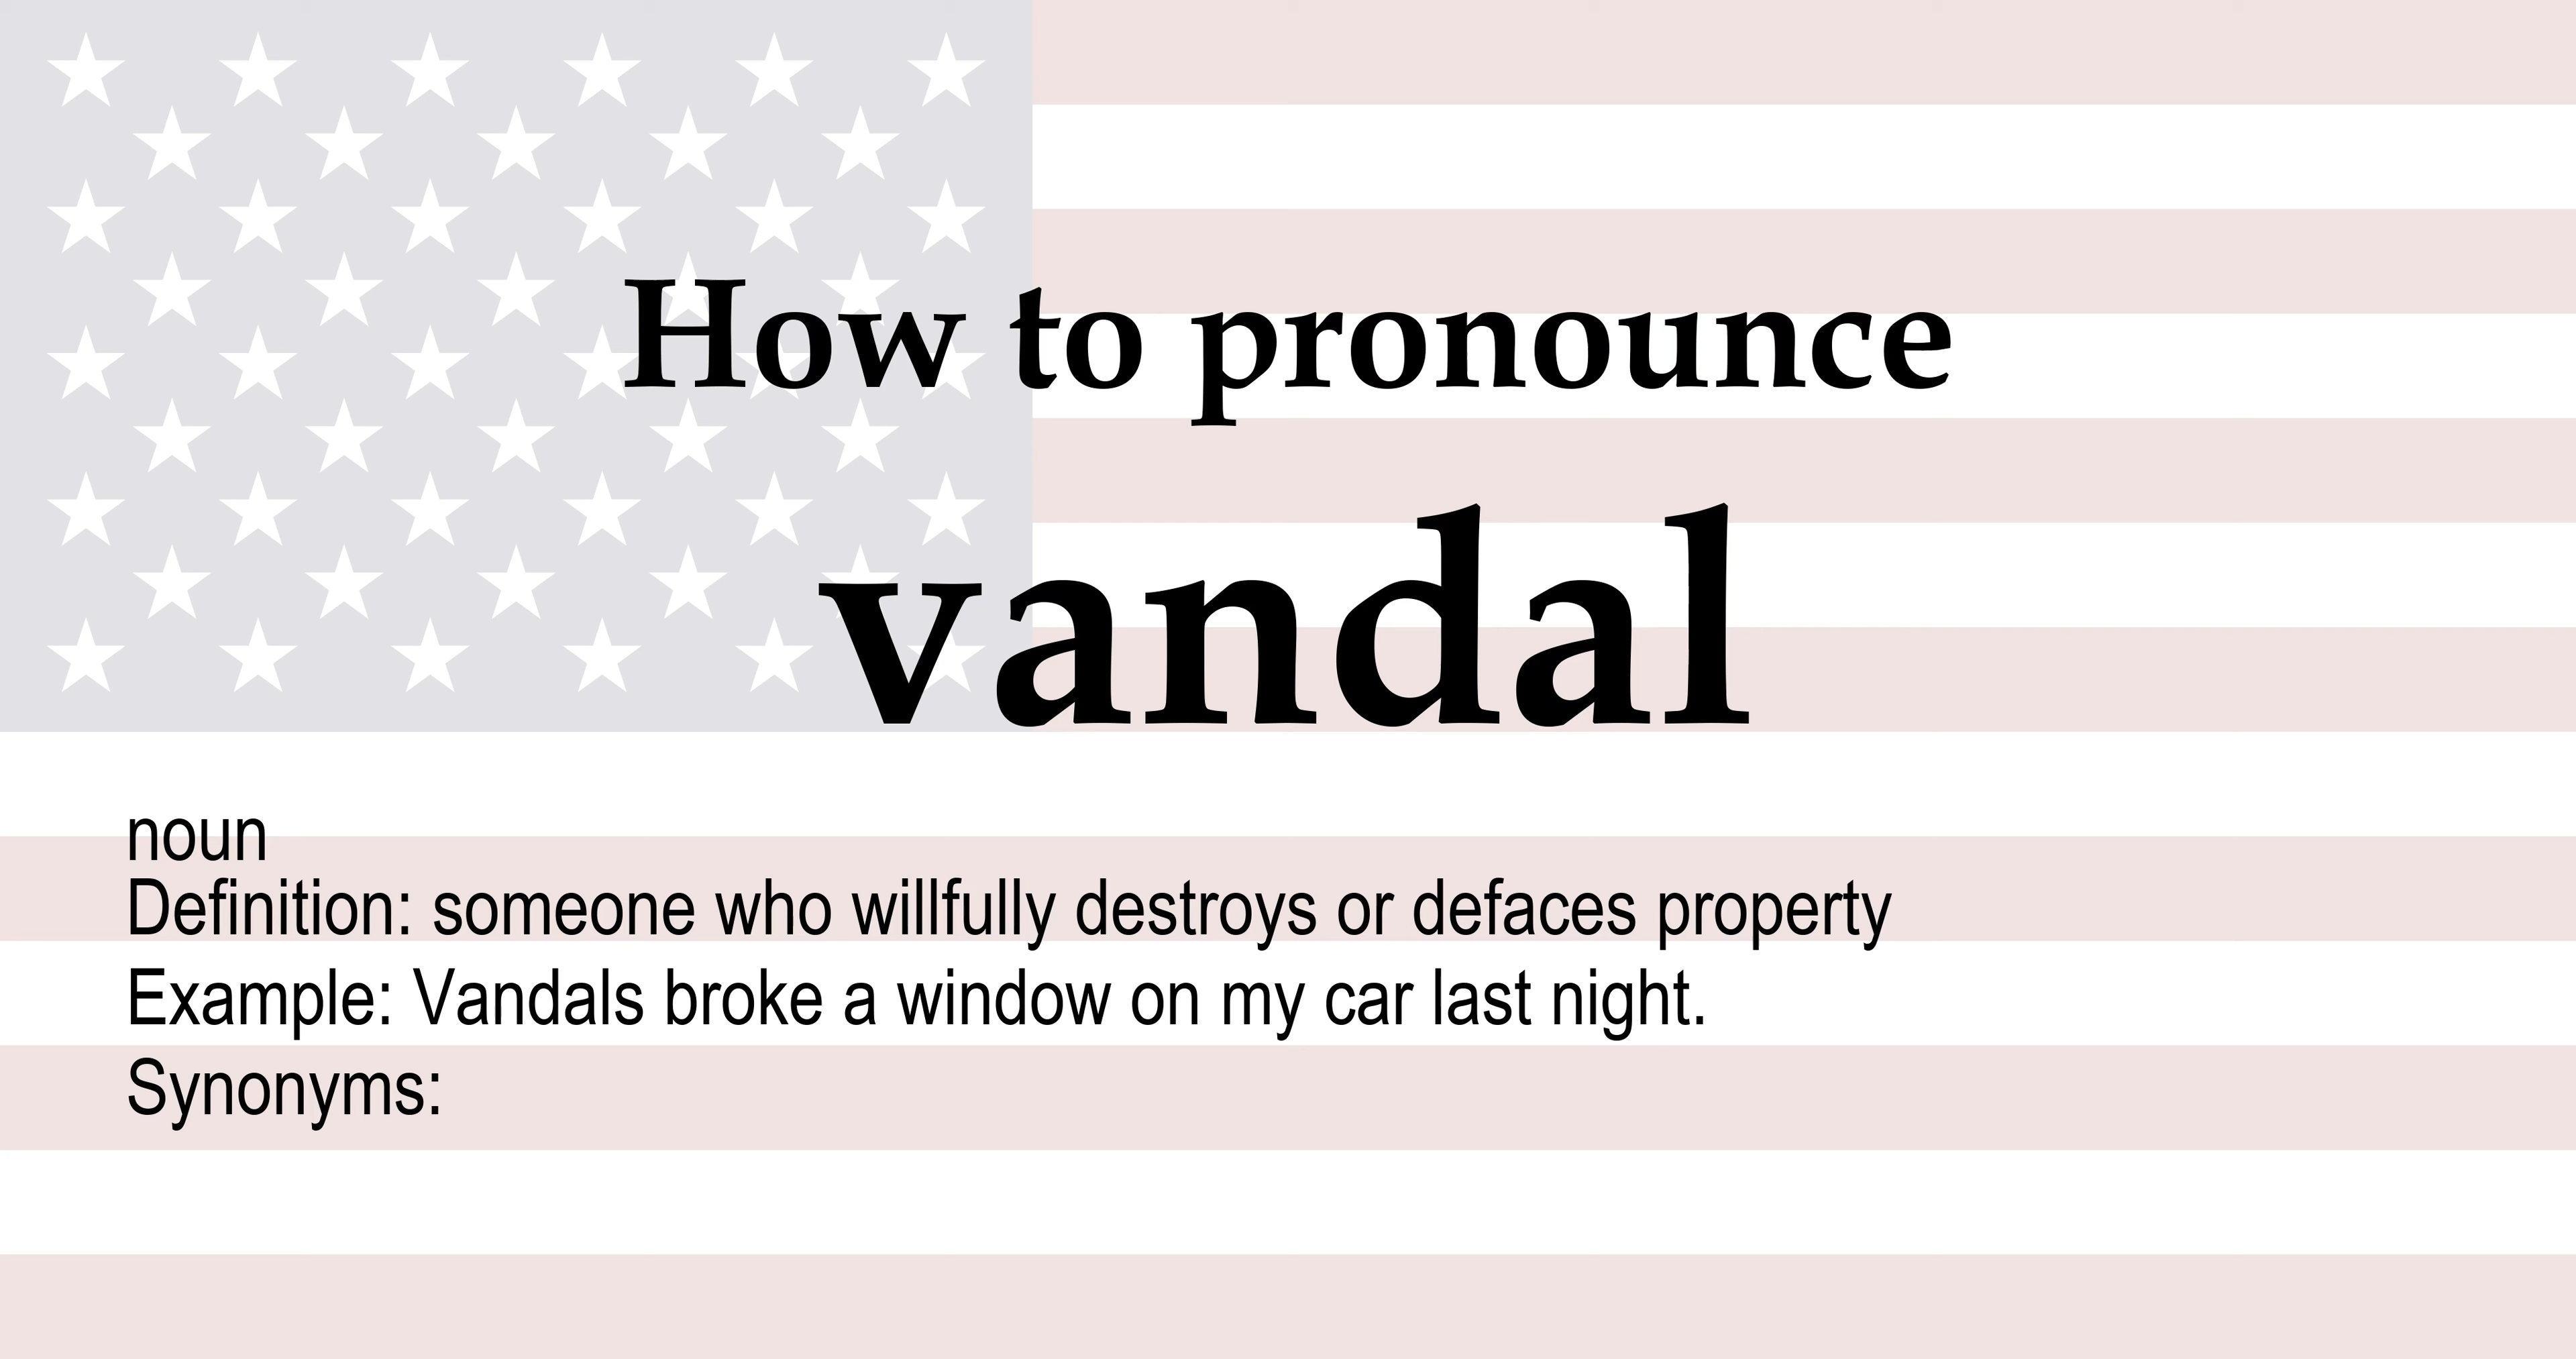 How to pronounce
vandal
noun
Definition: someone who willfully destroys or defaces property
Example: Vandals broke a window on my car last night.
Synonyms: